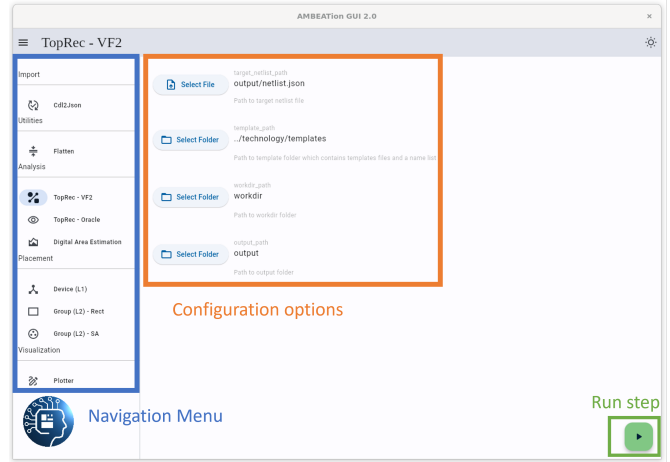 AMBEATion GUI 2.0
×
TopRec - VF2
Import
Cdl2Json
Utilities
Flatten
Analysis
TopRec - VF2
TopRec - Oracle
Digital Area Estimation
Placement
Device (L1)
Group (L2) - Rect
Group (L2) - SA
Visualization
Plotter
Select File
target_netlist_path
output/netlist.json
Path to target netlist file
Select Folder
template_path
../technology/templates
Path to template folder which contains templates files and a name list
Select Folder
workdir_path
workdir
Path to workdir folder
Select Folder
output_path
output
Path to output folder
Configuration options
Navigation Menu
Run step